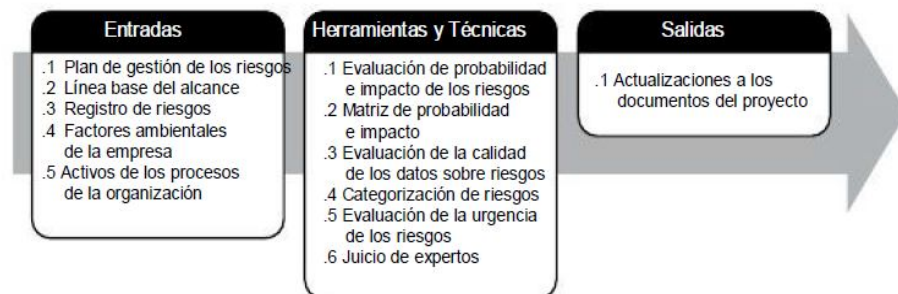 Entradas
.1 Plan de gestión de los riesgos
.2 Línea base del alcance
.3 Registro de riesgos
.4 Factores ambientales
de la empresa
.5 Activos de los procesos
de la organización
Herramientas y Técnicas
.1 Evaluación de probabilidad
e impacto de los riesgos
.2 Matriz de probabilidad
e impacto
.3 Evaluación de la calidad
de los datos sobre riesgos
.4 Categorización de riesgos
.5 Evaluación de la urgencia
de los riesgos
.6 Juicio de expertos
Salidas
.1 Actualizaciones a los
documentos del proyecto